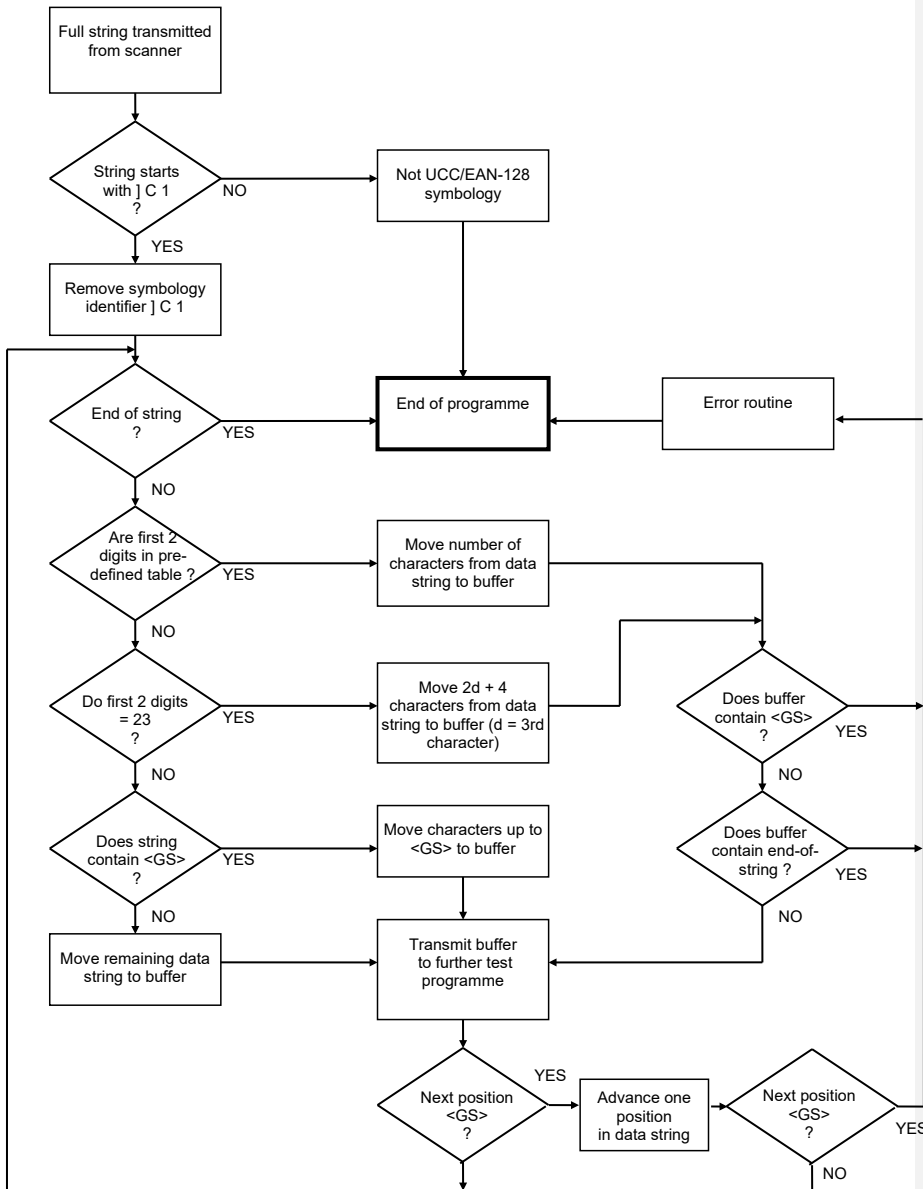 Full string transmitted
from scanner
String starts
with ] C 1
?
NO
Not UCC/EAN-128
symbology
YES
Remove symbology
identifier ] C 1
End of string
?
YES
End of programme
Error routine
NO
Are first 2
digits in pre-
defined table ?
YES
Move number of
characters from data
string to buffer
NO
Do first 2 digits
= 23
?
YES
Move 2d + 4
characters from data
string to buffer (d = 3rd
character)
Does buffer
contain <GS>
?
YES
NO
NO
Does string
contain <GS>
?
YES
Move characters up to
<GS> to buffer
Does buffer
contain end-of-
string ?
YES
NO
NO
Move remaining data
string to buffer
Transmit buffer
to further test
programme
Next position
<GS>
?
YES
Advance one
position
in data string
Next position
<GS>
?
YES
NO